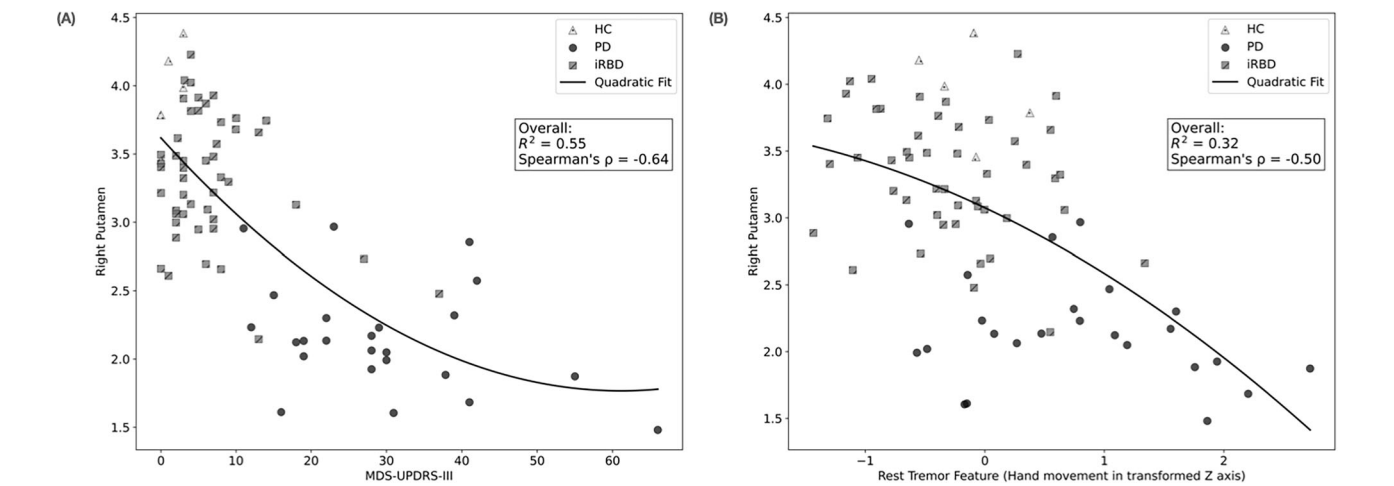 (A)
4.5
4.0
3.5
3.0
2.5
2.0
1.5
Right Putamen
0 10 20 30 40 50 60
MDS-UPDRS-III
HC
PD
iRBD
Quadratic Fit
Overall:
R² = 0.55
Spearman's ρ = -0.64
(B)
4.5
4.0
3.5
3.0
2.5
2.0
1.5
Right Putamen
−1 0 1 2
Rest Tremor Feature (Hand movement in transformed Z axis)
HC
PD
iRBD
Quadratic Fit
Overall:
R² = 0.32
Spearman's ρ = -0.50